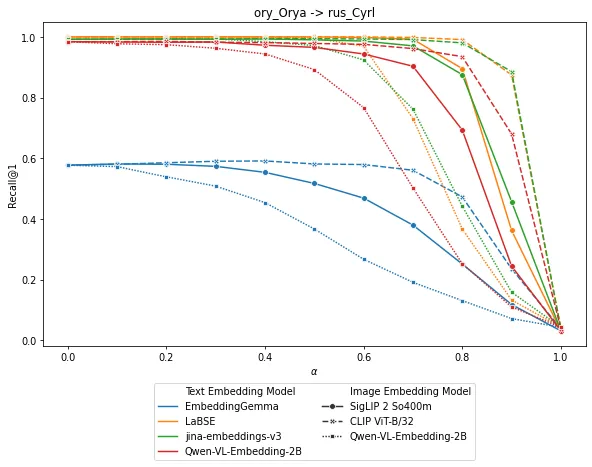 ory_Orya -> rus_Cyrl
Recall@1
1.0
0.8
0.6
0.4
0.2
0.0
0.0 0.2 0.4 0.6 0.8 1.0
α
Text Embedding Model Image Embedding Model
EmbeddingGemma SigLIP 2 So400m
LaBSE CLIP ViT-B/32
jina-embeddings-v3 Qwen-VL-Embedding-2B
Qwen-VL-Embedding-2B